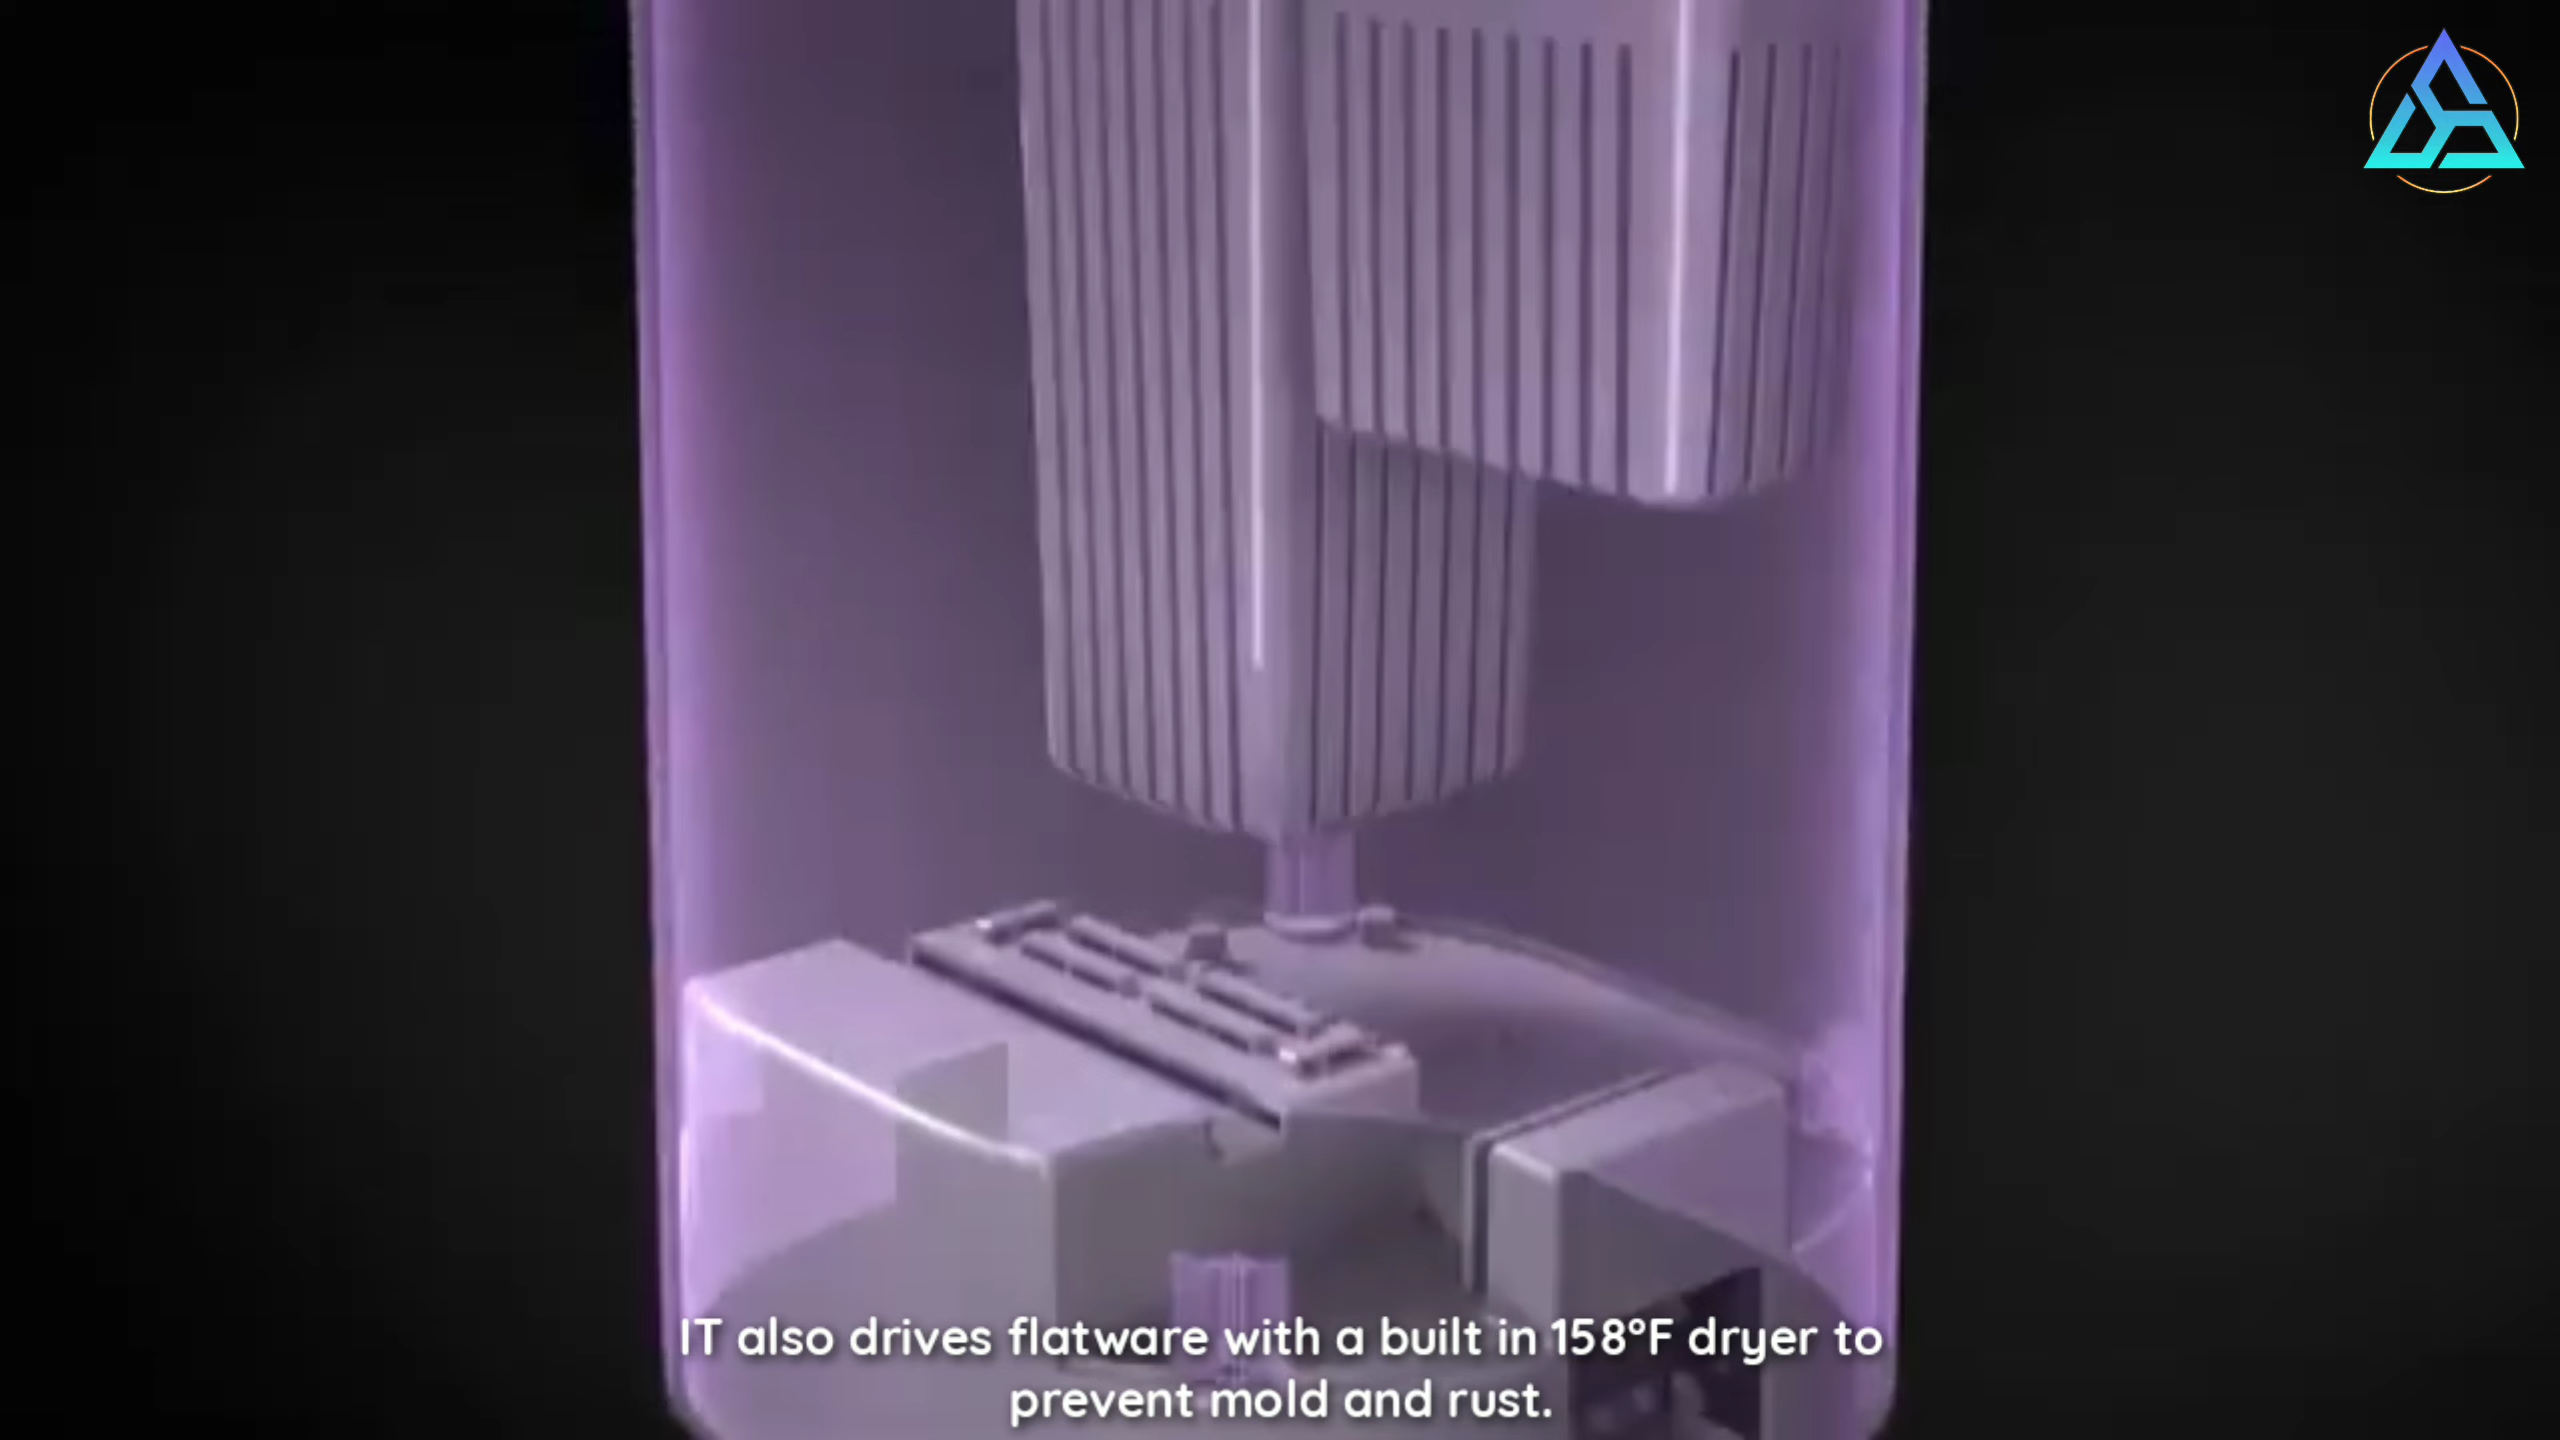 IT also drives flatware with a built in 158°F dryer to
prevent mold and rust.